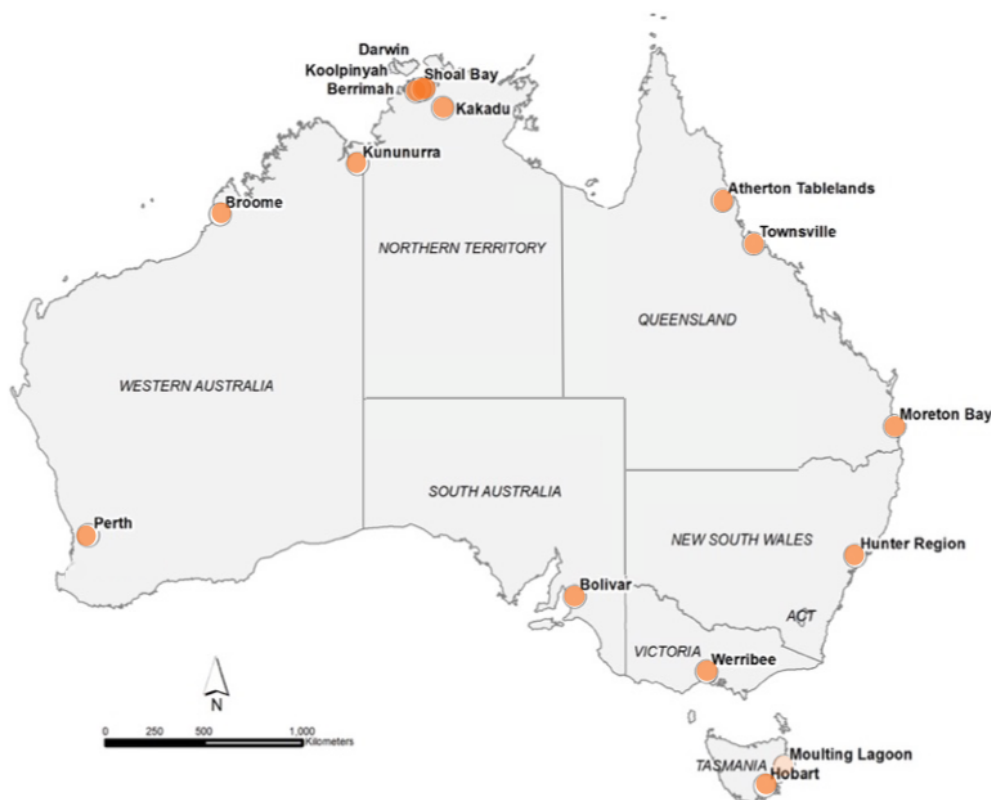 Darwin
Koolpinyah
Shoal Bay
Berrimah
Kakadu
Kununurra
Broome
Atherton Tablelands
Townsville
NORTHERN TERRITORY
QUEENSLAND
WESTERN AUSTRALIA
Moreton Bay
SOUTH AUSTRALIA
Perth
NEW SOUTH WALES
Hunter Region
Bolivar
ACT
VICTORIA
Werribee
N
0 250 500 1,000
Kilometers
Moulting Lagoon
TASMANIA
Hobart